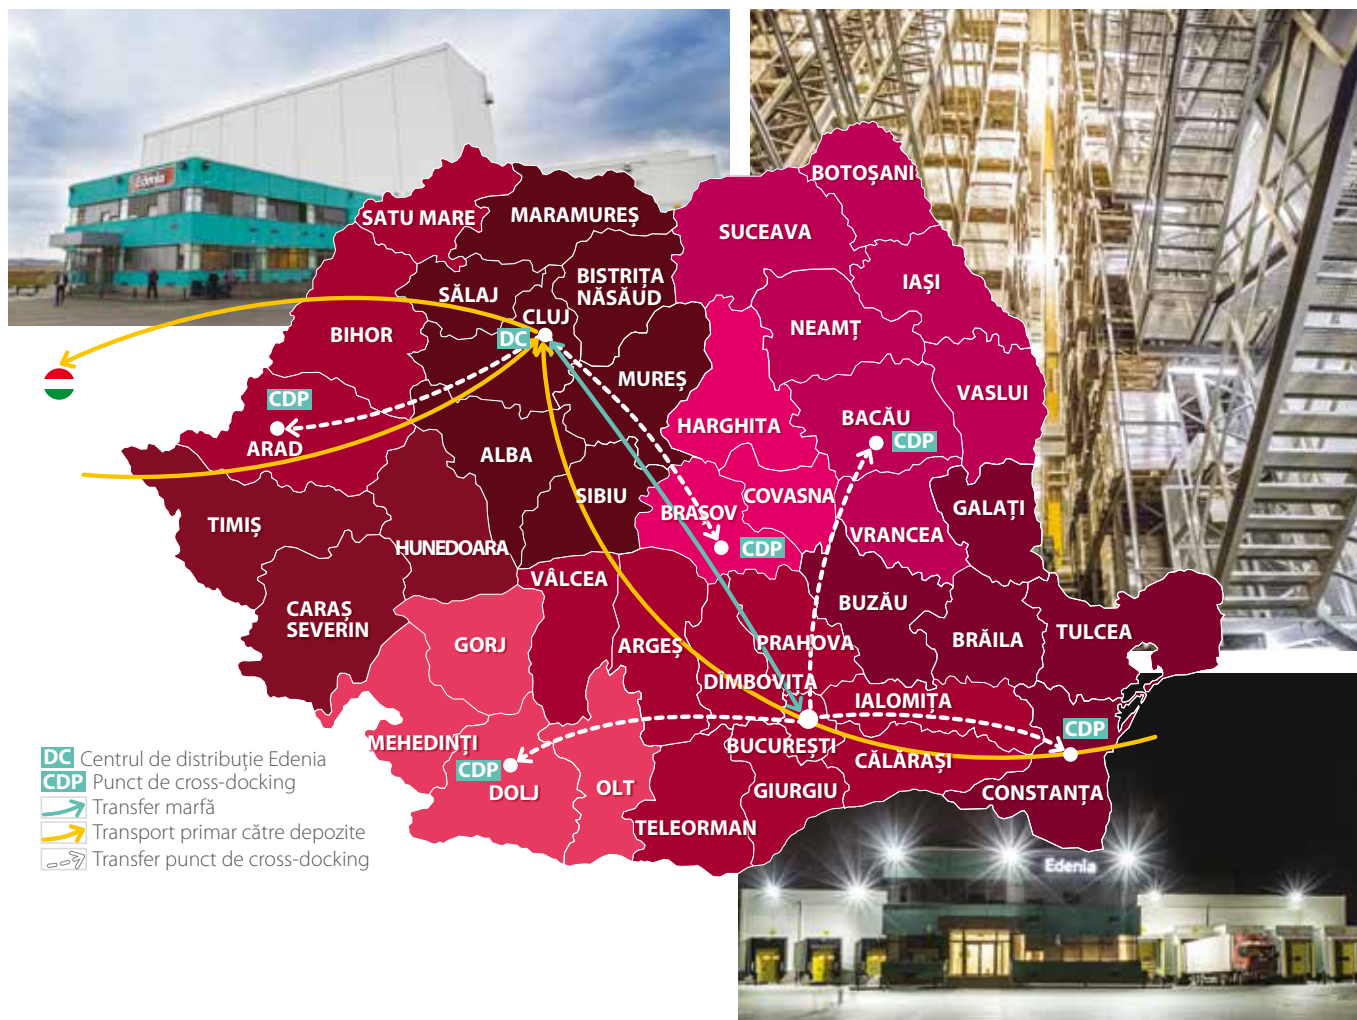 Edenia
BOTOȘANI
SATU MARE
MARAMUREȘ
SUCEAVA
BISTRIȚA
NĂSĂUD
IAȘI
SĂLAJ
CLUJ
NEAMȚ
BIHOR
DC
MUREȘ
VASLUI
CDP
BACĂU
HARGHITA
CDP
ARAD
ALBA
SIBIU
COVASNA
BRAȘOV
GALAȚI
TIMIȘ
VRANCEA
HUNEDOARA
CDP
VÂLCEA
CARAȘ
SEVERIN
BUZĂU
TULCEA
GORJ
ARGEȘ
PRAHOVA
BRĂILA
DÎMBOVIȚA
IALOMIȚA
CDP
MEHEDINȚI
BUCUREȘTI
CĂLĂRAȘI
CDP
DOLJ
OLT
GIURGIU
CONSTANȚA
TELEORMAN
DC Centrul de distribuție Edenia
CDP Punct de cross-docking
Transfer marfă
Transport primar către depozite
Transfer punct de cross-docking
Edenia